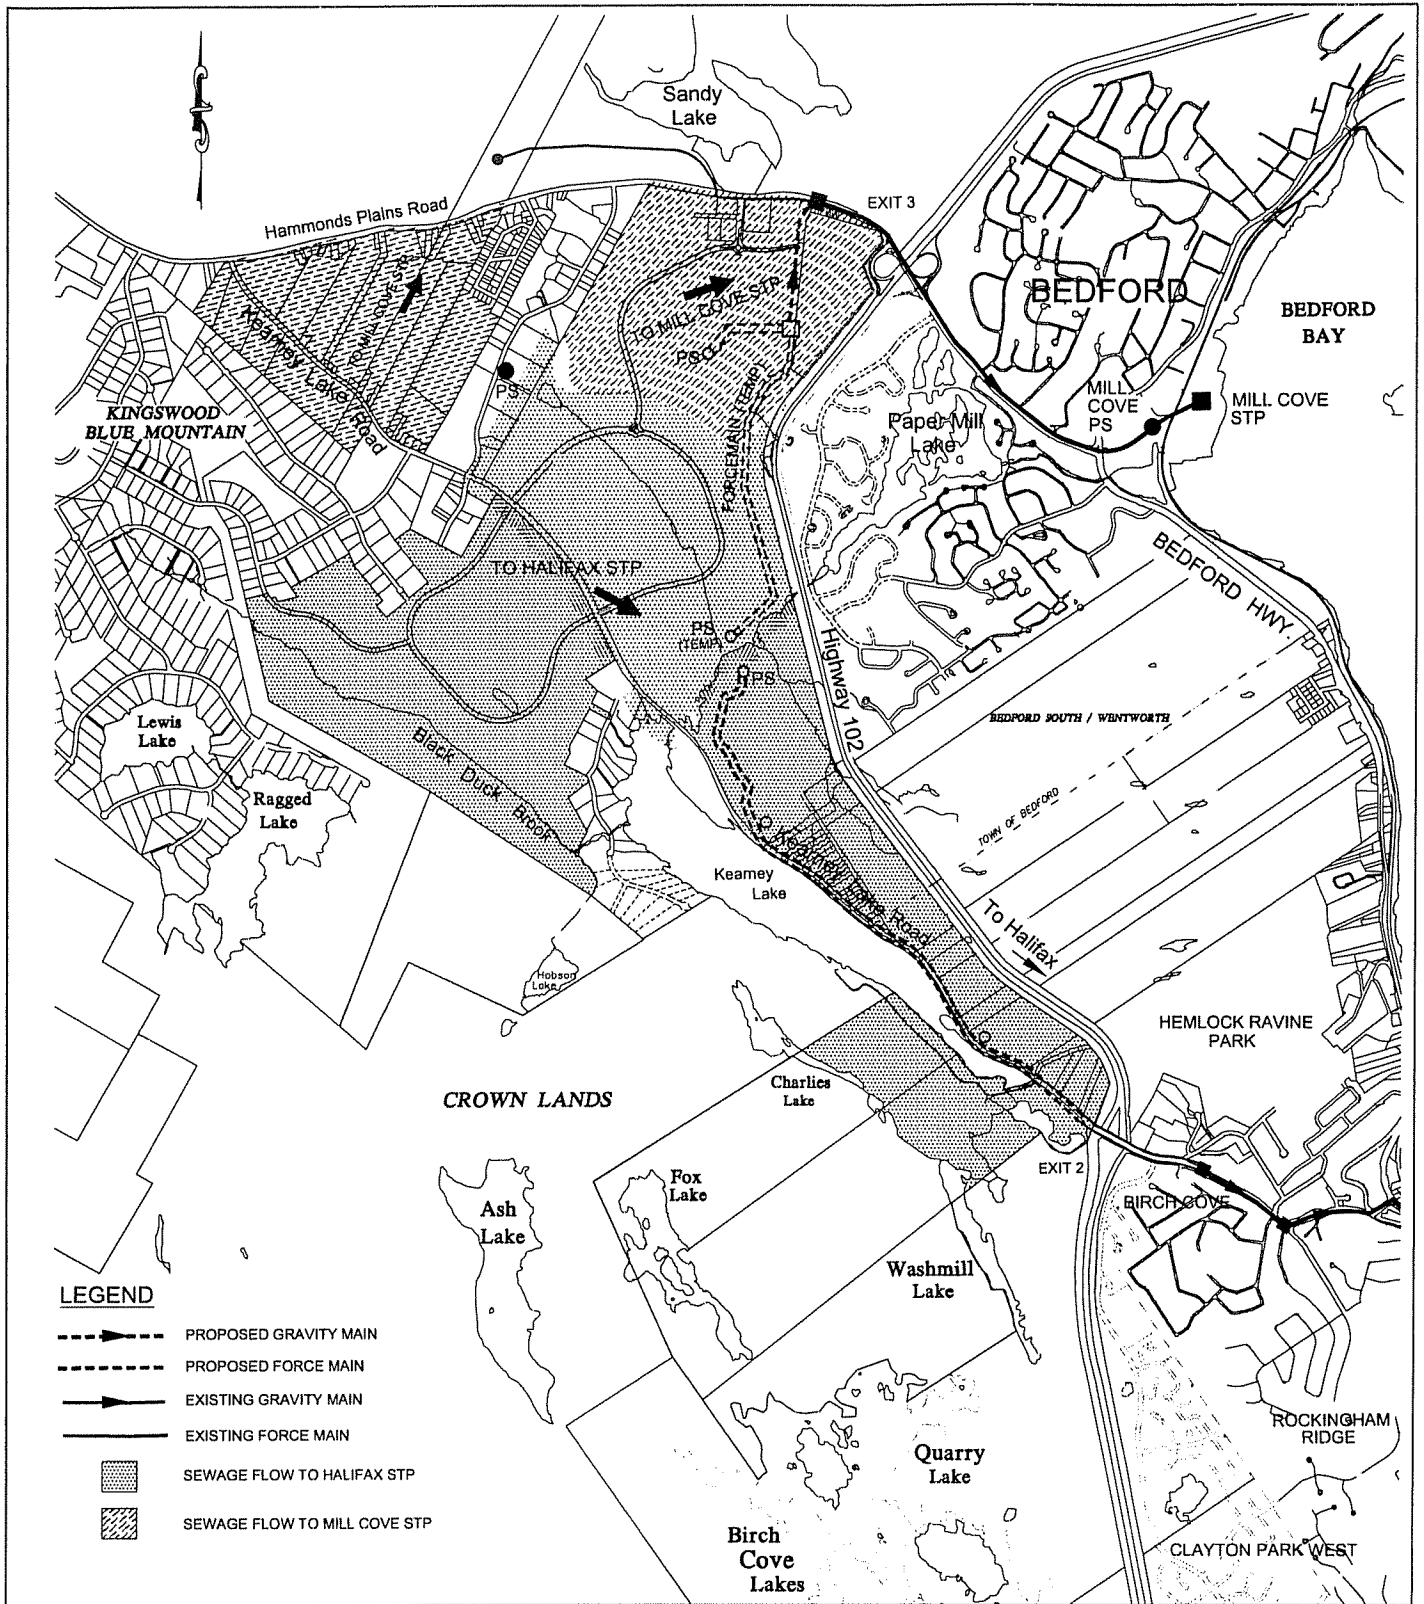 Sandy
Lake
EXIT 3
Hammonds Plains Road
BEDFORD
BEDFORD
BAY
TO MILL COVE STP
TO MILL COVE STP
PS
Kearney Lake Road
PS
KINGSWOOD
BLUE MOUNTAIN
FORCEMAIN (TEMP)
Paper Mill
Lake
MILL
COVE
PS
MILL COVE
STP
TO HALIFAX STP
BEDFORD HWY
PS
(TEMP)
PS
Highway 102
BEDFORD SOUTH / WENTWORTH
TOWN OF BEDFORD
Lewis
Lake
Black Duck Brook
Ragged
Lake
Kearney
Lake
Kearney Lake Road
To Halifax
Hobson
Lake
HEMLOCK RAVINE
PARK
CROWN LANDS
Charlies
Lake
EXIT 2
Fox
Lake
Ash
Lake
BIRCH COVE
Washmill
Lake
LEGEND
PROPOSED GRAVITY MAIN
PROPOSED FORCE MAIN
EXISTING GRAVITY MAIN
EXISTING FORCE MAIN
SEWAGE FLOW TO HALIFAX STP
SEWAGE FLOW TO MILL COVE STP
ROCKINGHAM
RIDGE
Quarry
Lake
Birch
Cove
Lakes
CLAYTON PARK WEST